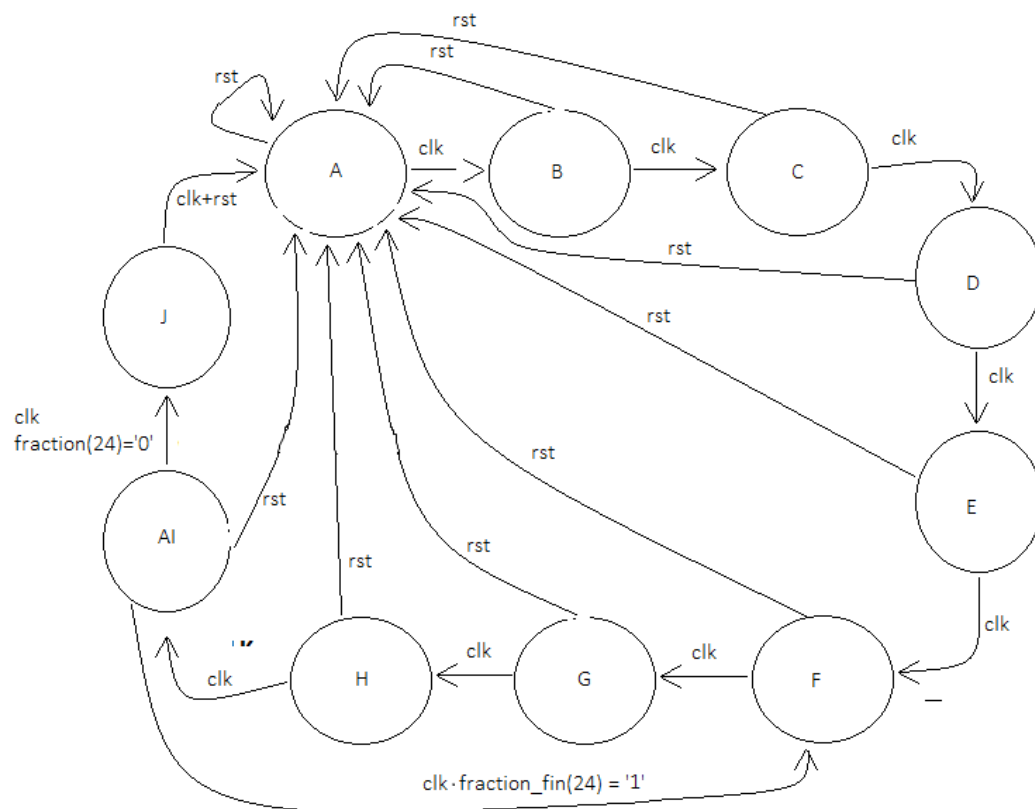 rst
rst
rst
A
clk
B
clk
C
clk
clk+rst
rst
D
J
rst
clk
clk
fraction(24)='0'
rst
E
AI
rst
rst
clk
clk
H
clk
G
clk
F
clk·fraction_fin(24) = '1'